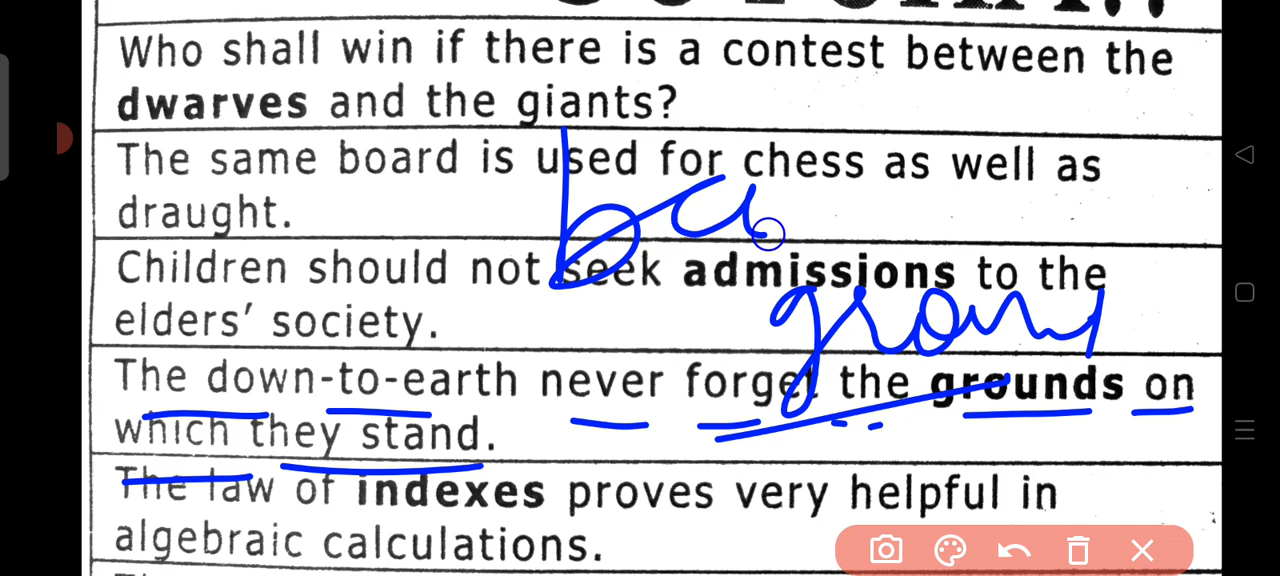 Who shall win if there is a contest between the
dwarves and the giants?
The same board is used for chess as well as
draught.
Children should not seek admissions to the
elders' society.
The down-to-earth never forget the grounds on
which they stand.
The law of indexes proves very helpful in
algebraic calculations.